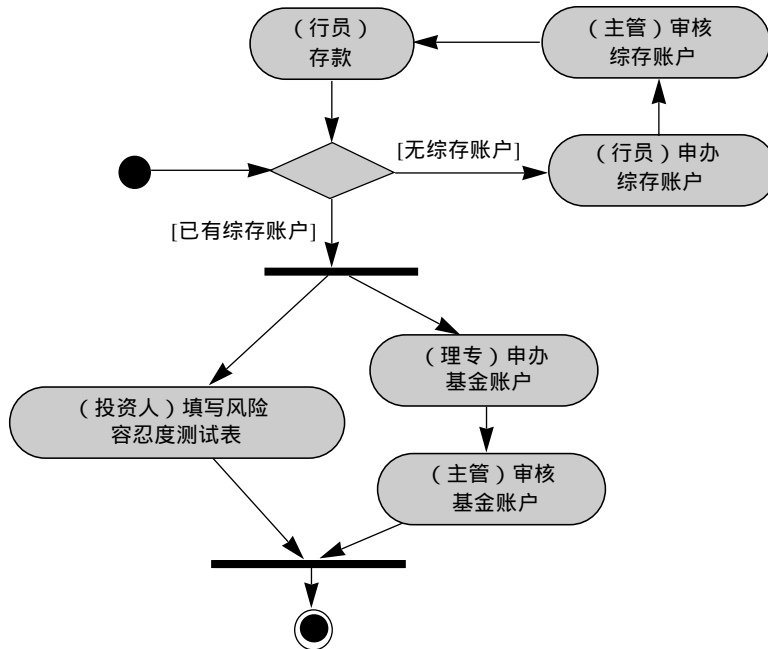 （行员）
存款
（主管）审核
综存账户
[无综存账户]
（行员）申办
综存账户
[已有综存账户]
（理专）申办
基金账户
（投资人）填写风险
容忍度测试表
（主管）审核
基金账户